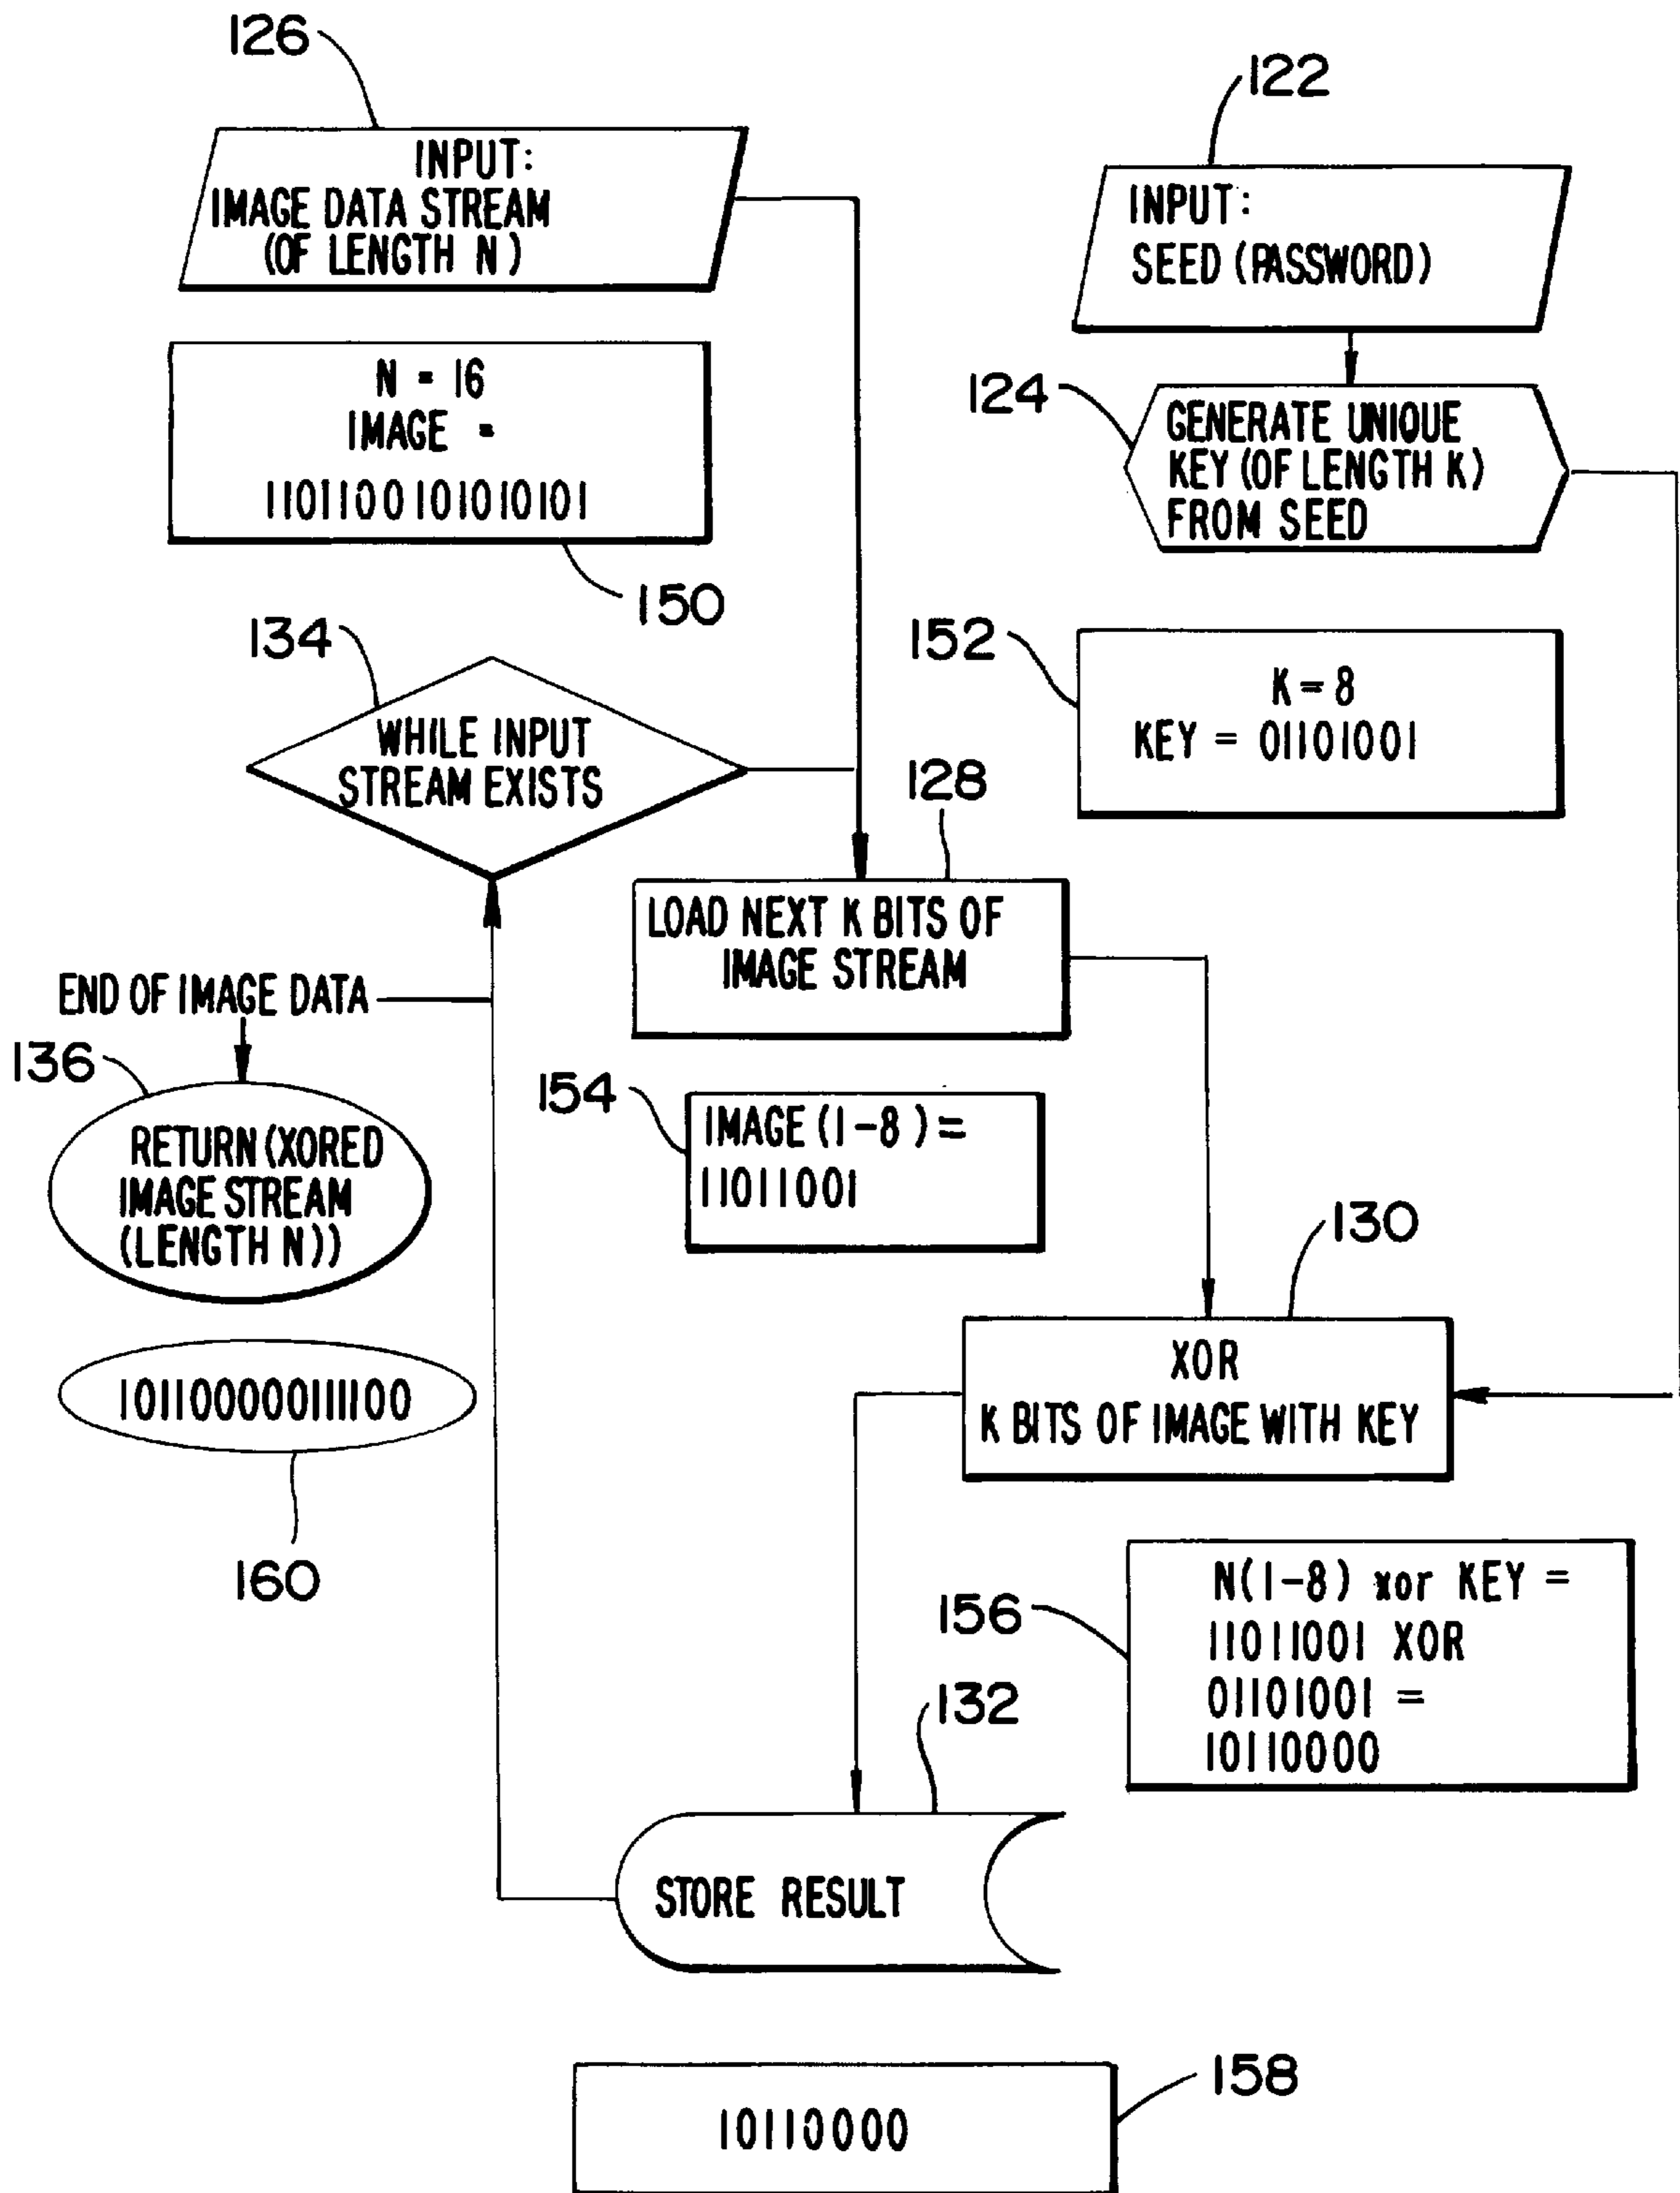 126
INPUT:
IMAGE DATA STREAM
(OF LENGTH N)
122
INPUT:
SEED (PASSWORD)
N = 16
IMAGE =
1101100101010101
150
124
GENERATE UNIQUE
KEY (OF LENGTH K)
FROM SEED
152
K = 8
KEY = 01101001
134
WHILE INPUT
STREAM EXISTS
128
LOAD NEXT K BITS OF
IMAGE STREAM
END OF IMAGE DATA
136
RETURN (XORED
IMAGE STREAM
(LENGTH N))
154
IMAGE (1-8) =
11011001
130
XOR
K BITS OF IMAGE WITH KEY
1011000000111100
160
156
N(1-8) xor KEY =
11011001 XOR
01101001 =
10110000
132
STORE RESULT
158
10110000